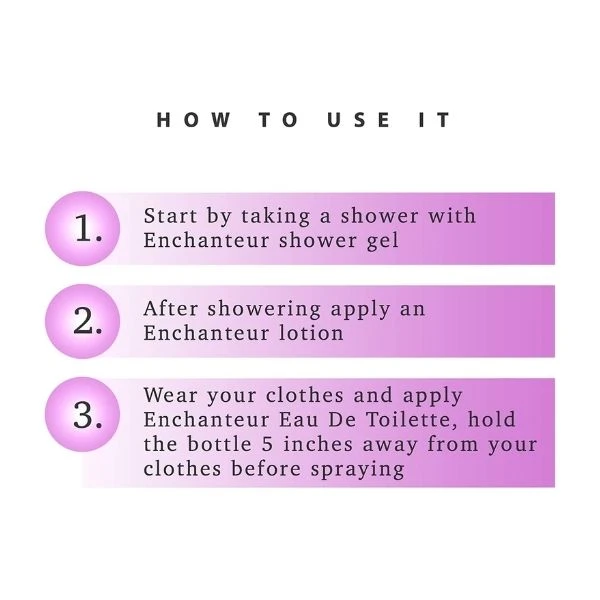 HOW TO USE IT
1.
Start by taking a shower with
Enchanteur shower gel
2.
After showering apply an
Enchanteur lotion
3.
Wear your clothes and apply
Enchanteur Eau De Toilette, hold
the bottle 5 inches away from your
clothes before spraying